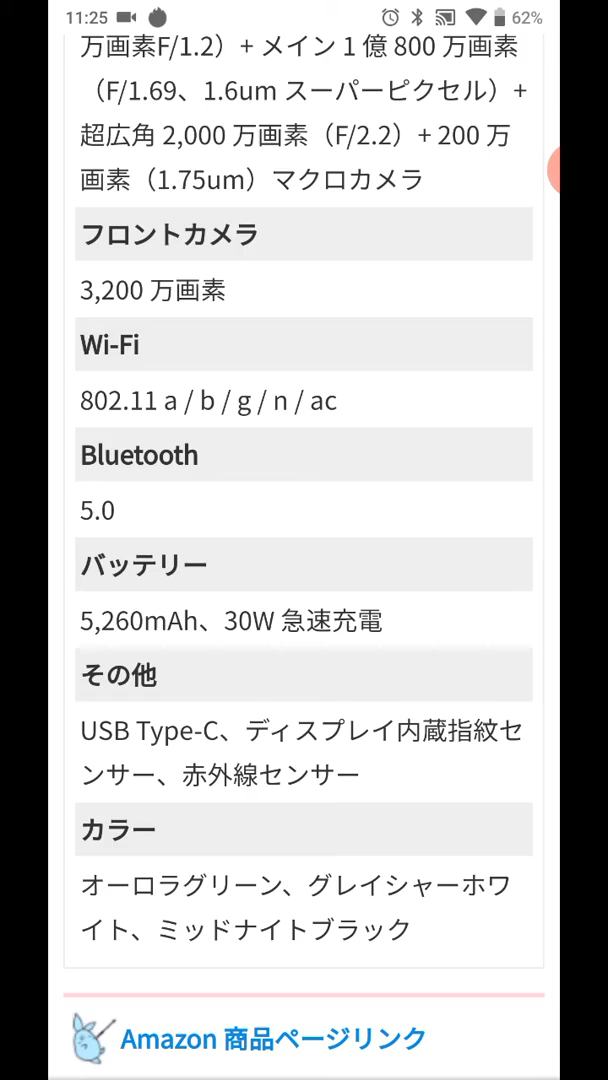 11:25 62%
万画素F/1.2）+ メイン 1 億 800 万画素
（F/1.69、1.6um スーパーピクセル）+
超広角 2,000 万画素（F/2.2）+ 200 万
画素（1.75um）マクロカメラ
フロントカメラ
3,200 万画素
Wi-Fi
802.11 a / b / g / n / ac
Bluetooth
5.0
バッテリー
5,260mAh、30W 急速充電
その他
USB Type-C、ディスプレイ内蔵指紋セ
ンサー、赤外線センサー
カラー
オーロラグリーン、グレイシャーホワ
イト、ミッドナイトブラック
Amazon 商品ページリンク